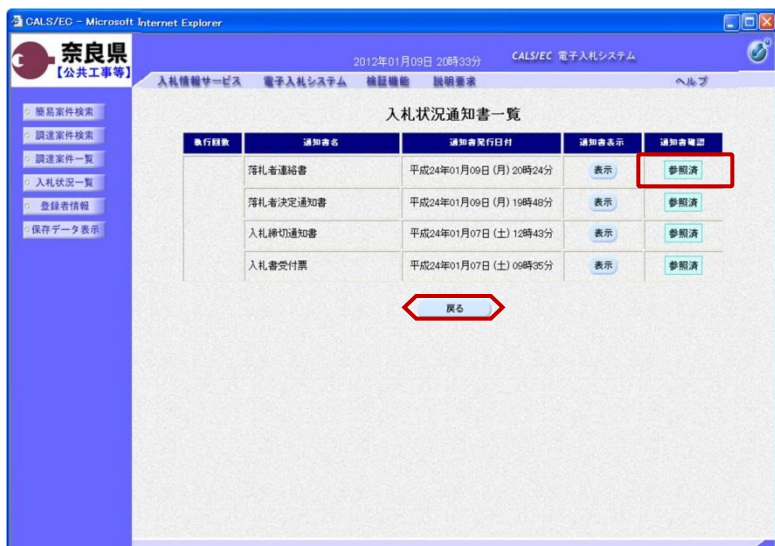 CALS/EC - Microsoft Internet Explorer
奈良県
【公共工事等】
2012年01月09日 20時33分
CALS/EC 電子入札システム
入札情報サービス 電子入札システム 検証機能 説明要求 ヘルプ
簡易案件検索
調達案件検索
調達案件一覧
入札状況一覧
登録者情報
保存データ表示
入札状況通知書一覧
執行回数 通知書名 通知書発行日付 通知書表示 通知書確認
落札者連絡書 平成24年01月09日 (月) 20時24分 表示 参照済
落札者決定通知書 平成24年01月09日 (月) 19時48分 表示 参照済
入札締切通知書 平成24年01月07日 (土) 12時43分 表示 参照済
入札書受付票 平成24年01月07日 (土) 09時35分 表示 参照済
戻る